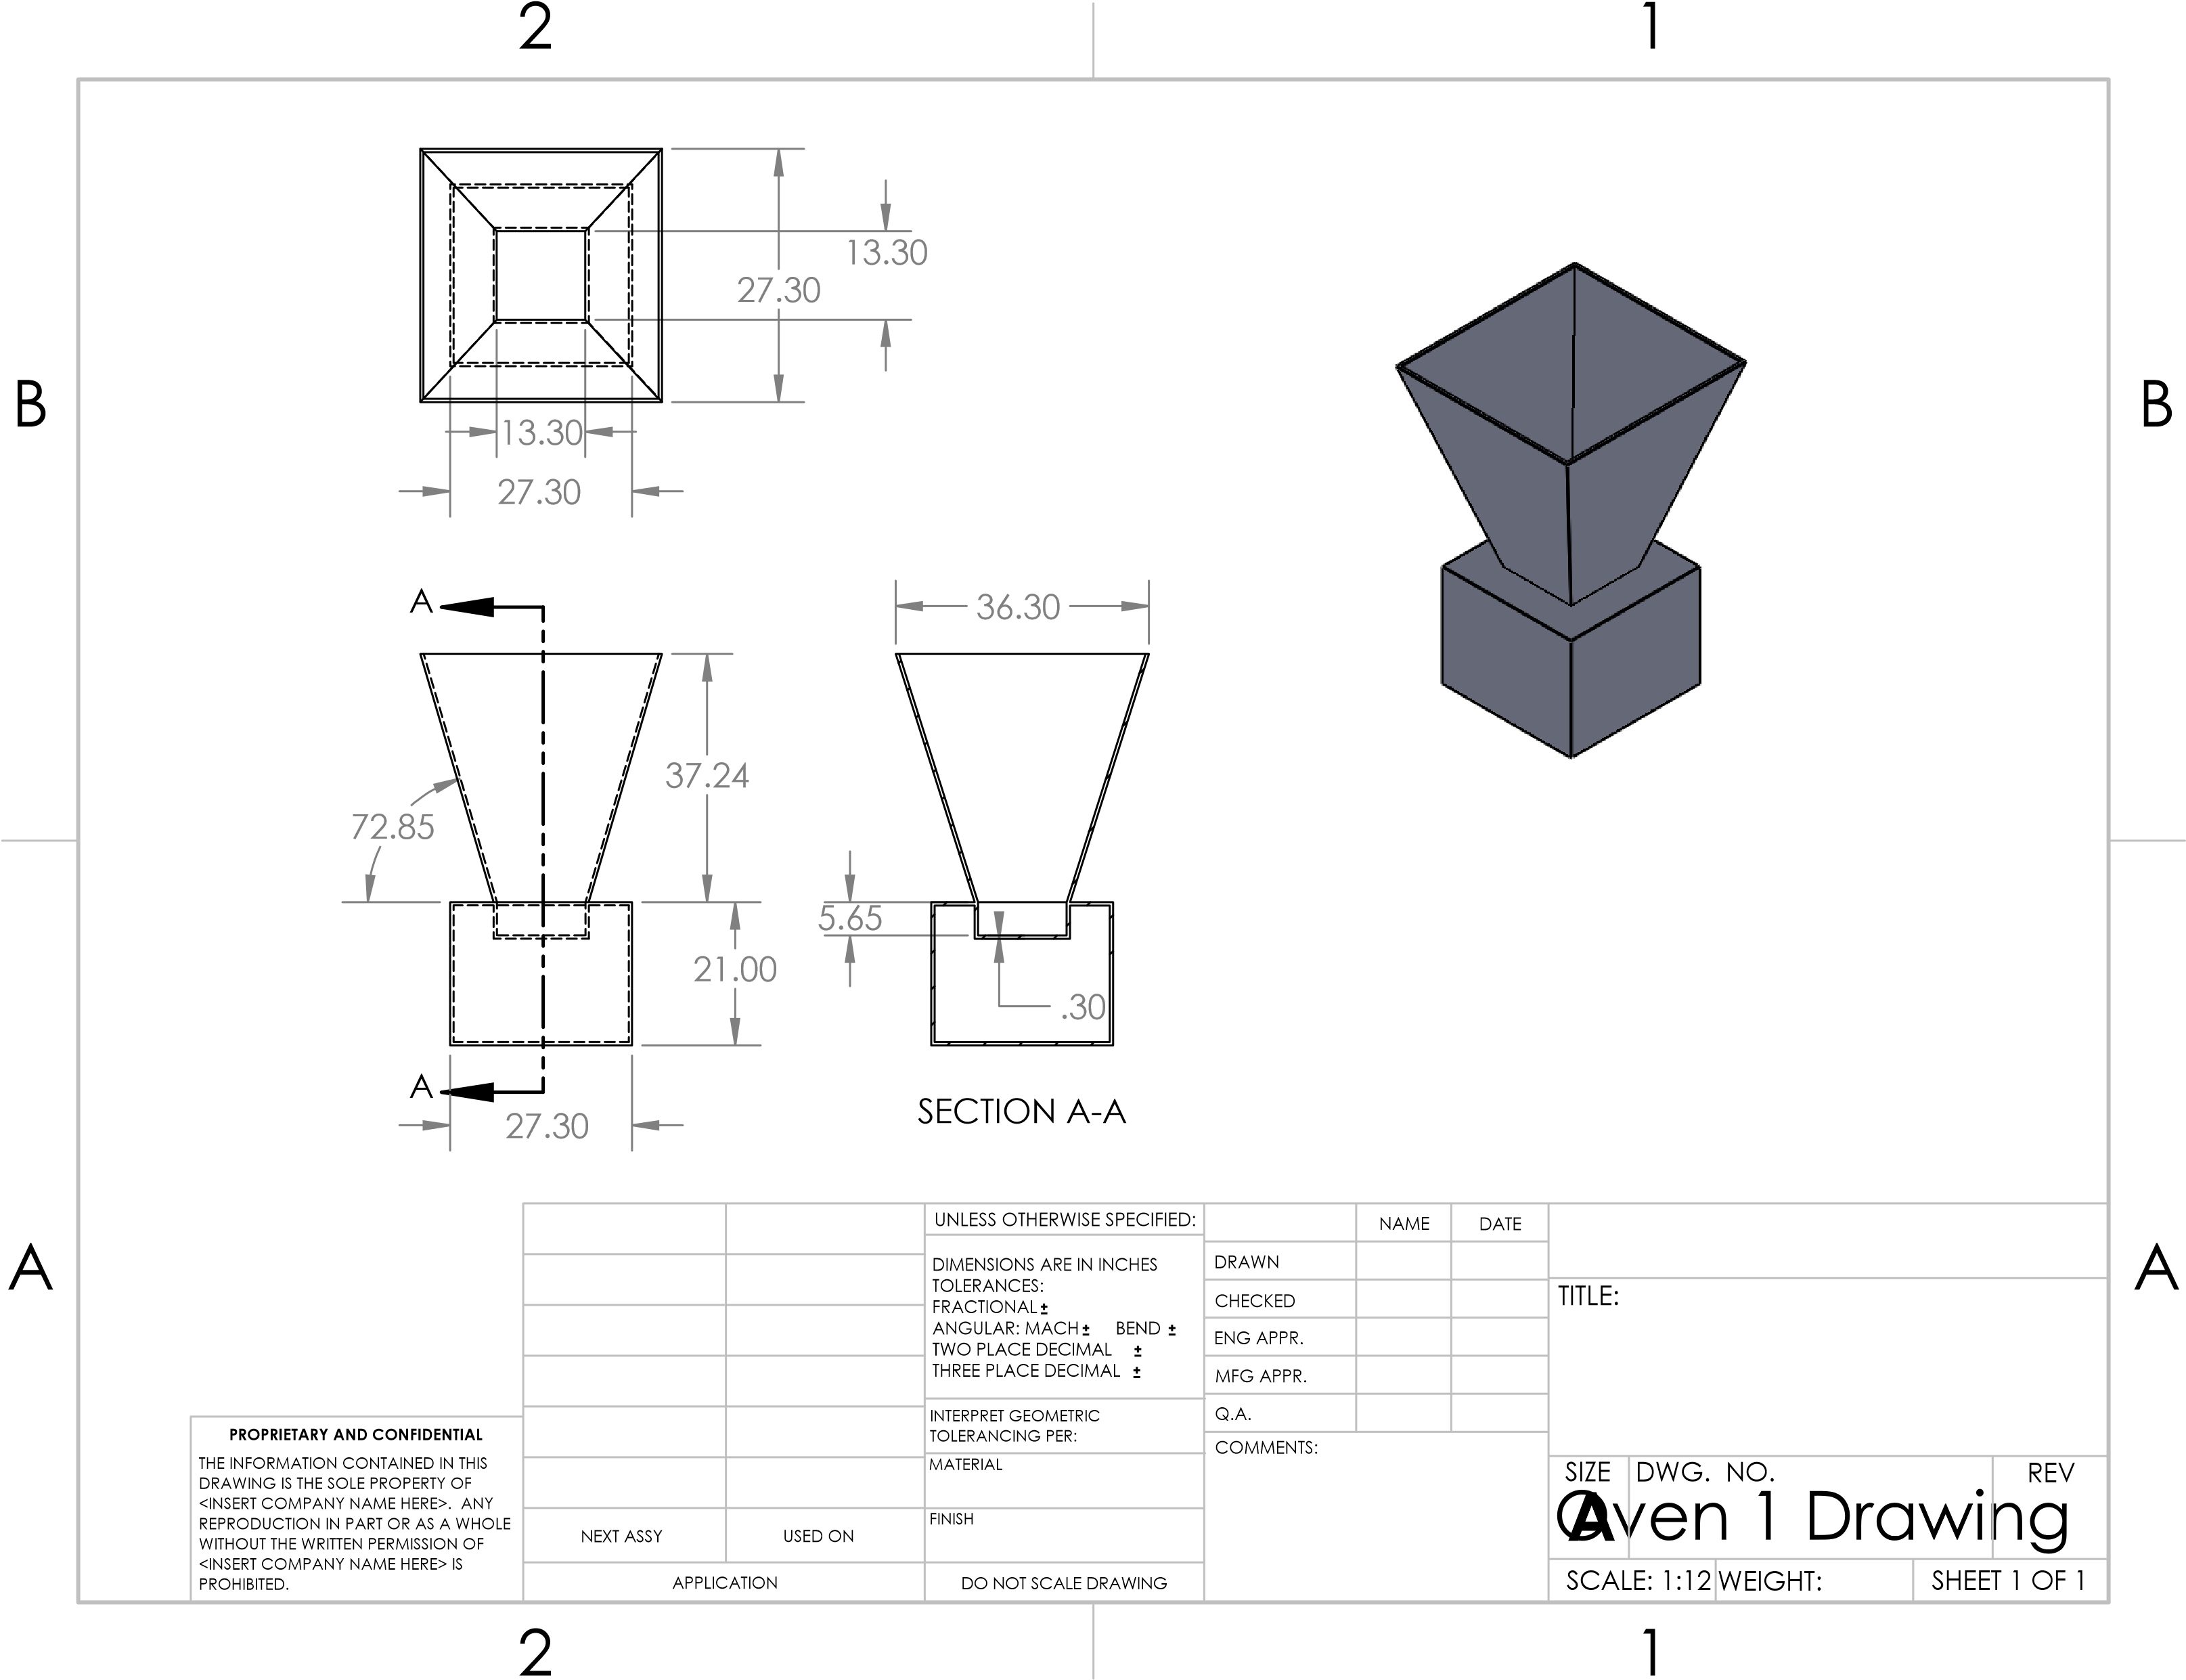 2
1
B
B
13.30
27.30
13.30
27.30
A
36.30
37.24
72.85
5.65
21.00
.30
A
27.30
SECTION A-A
A
A
UNLESS OTHERWISE SPECIFIED:
DIMENSIONS ARE IN INCHES
TOLERANCES:
FRACTIONAL ±
ANGULAR: MACH ± BEND ±
TWO PLACE DECIMAL ±
THREE PLACE DECIMAL ±
INTERPRET GEOMETRIC
TOLERANCING PER:
MATERIAL
FINISH
DO NOT SCALE DRAWING
NAME DATE
DRAWN
CHECKED
ENG APPR.
MFG APPR.
Q.A.
COMMENTS:
TITLE:
SIZE DWG. NO. REV
A
1 Drawing
SCALE: 1:12 WEIGHT: SHEET 1 OF 1
PROPRIETARY AND CONFIDENTIAL
THE INFORMATION CONTAINED IN THIS
DRAWING IS THE SOLE PROPERTY OF
<INSERT COMPANY NAME HERE>. ANY
REPRODUCTION IN PART OR AS A WHOLE
WITHOUT THE WRITTEN PERMISSION OF
<INSERT COMPANY NAME HERE> IS
PROHIBITED.
NEXT ASSY USED ON
APPLICATION
2
1